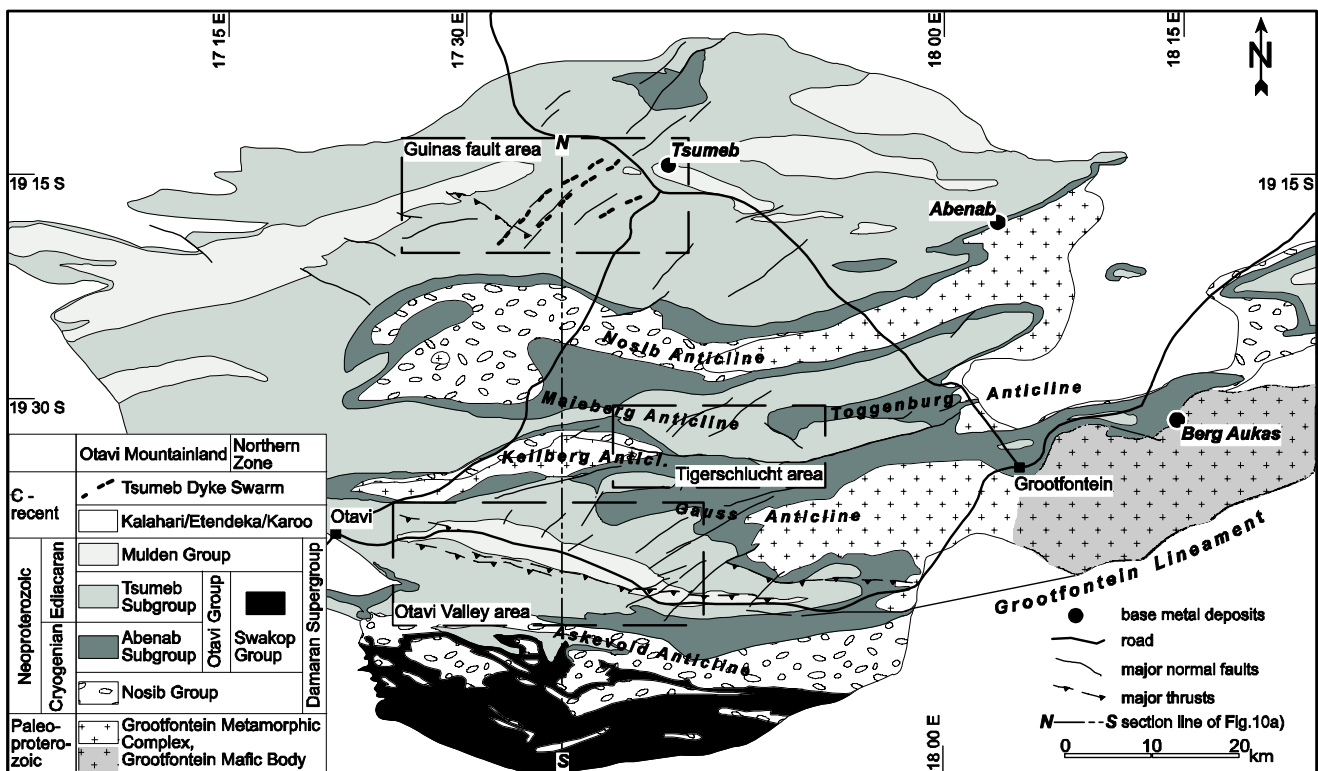 17 15 E
17 30 E
18 00 E
18 15 E
N
Guinas fault area
N
Tsumeb
19 15 S
19 15 S
Abenab
Nosib Anticline
19 30 S
Maieberg Anticline
Toggenburg Anticline
Berg Aukas
Keilberg Anticl.
Tigerschlucht area
Grootfontein
Otavi
Gauss Anticline
Grootfontein Lineament
Otavi Valley area
Askevold Anticline
S
18 00 E
Otavi Mountainland
Northern Zone
C - recent
Tsumeb Dyke Swarm
Kalahari/Etendeka/Karoo
Neoproterozoic
Ediacaran
Cryogenian
Mulden Group
Tsumeb Subgroup
Abenab Subgroup
Otavi Group
Swakop Group
Damaran Supergroup
Nosib Group
Paleo-
protero-
zoic
Grootfontein Metamorphic
Complex,
Grootfontein Mafic Body
base metal deposits
road
major normal faults
major thrusts
N S section line of Fig.10a)
0 10 20 km